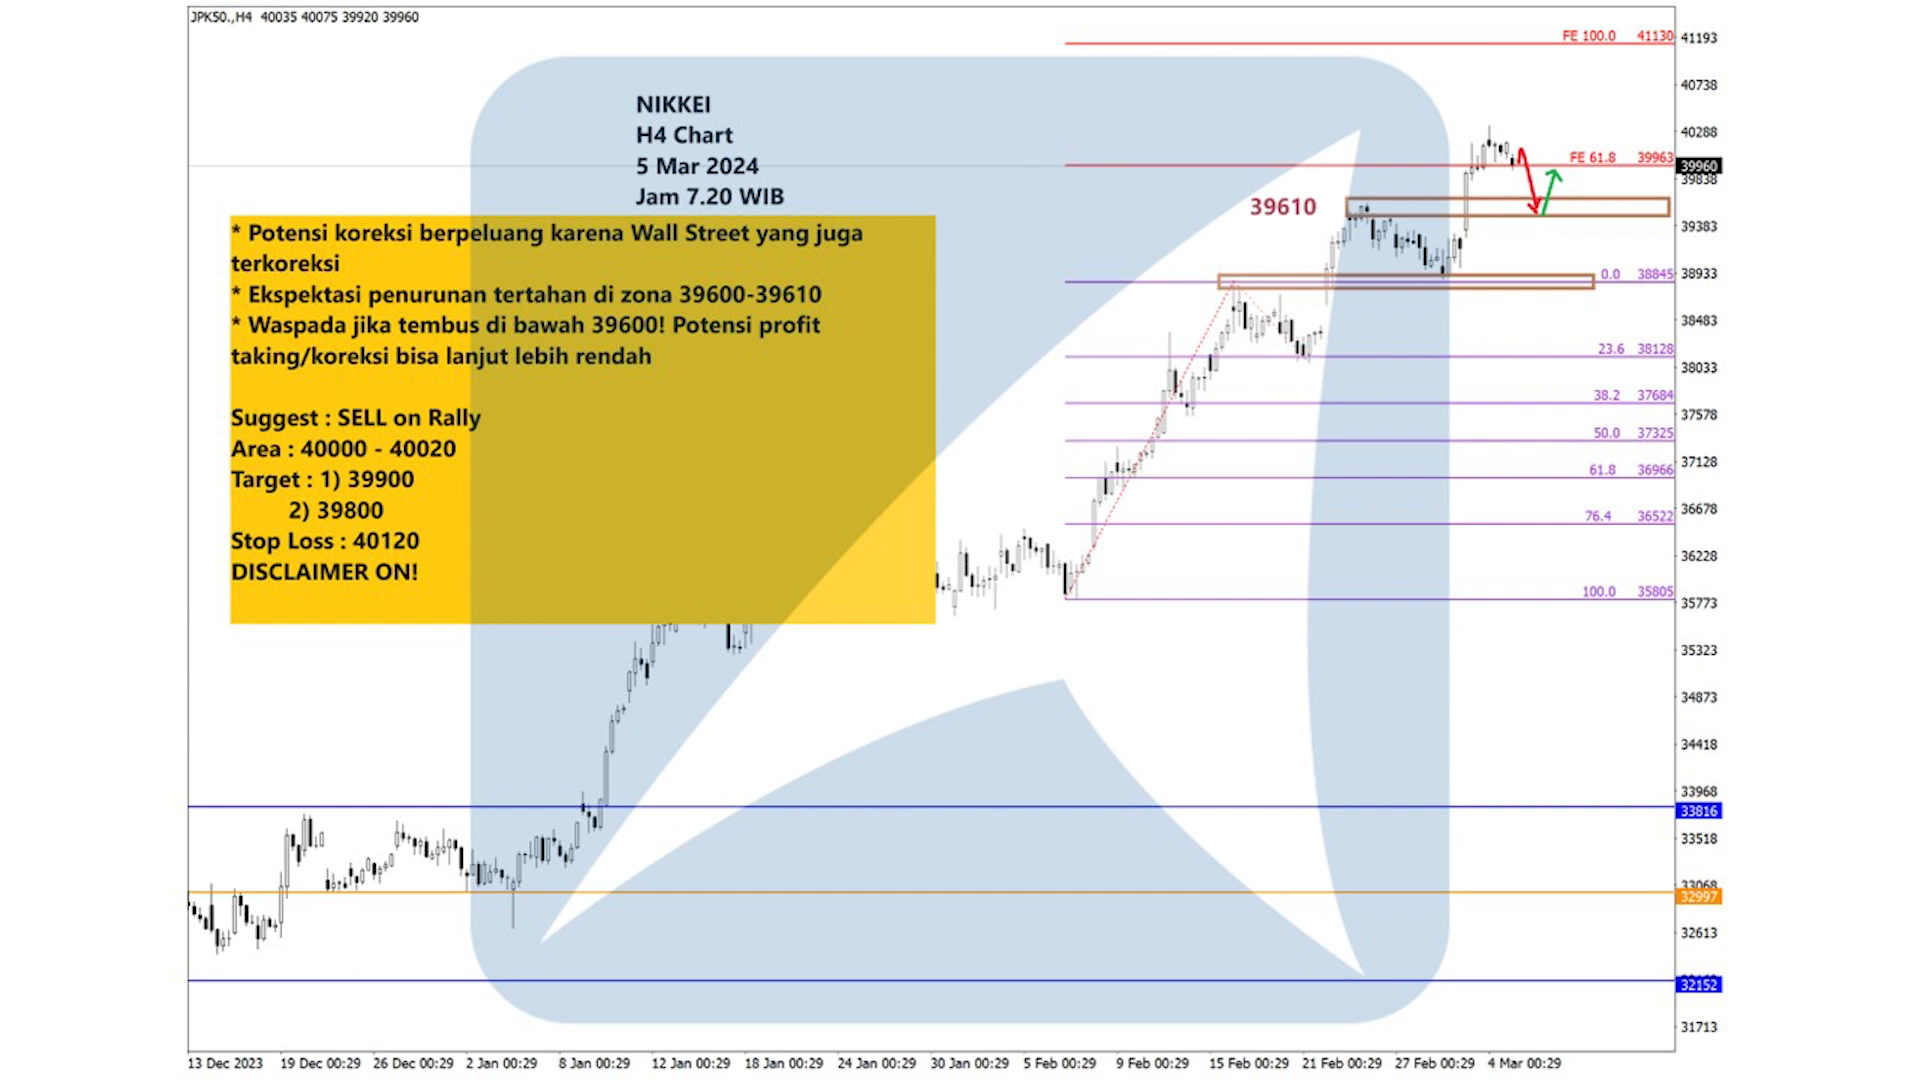 JPK50.,H4 40035 40075 39920 39960
NIKKEI
H4 Chart
5 Mar 2024
Jam 7.20 WIB
* Potensi koreksi berpeluang karena Wall Street yang juga
terkoreksi
* Ekspektasi penurunan tertahan di zona 39600-39610
* Waspada jika tembus di bawah 39600! Potensi profit
taking/koreksi bisa lanjut lebih rendah
Suggest : SELL on Rally
Area : 40000 - 40020
Target : 1) 39900
2) 39800
Stop Loss : 40120
DISCLAIMER ON!
FE 100.0 41130
FE 61.8 39963
39610
0.0 38845
23.6 38128
38.2 37684
50.0 37325
61.8 36966
76.4 36522
100.0 35805
41193
40738
40288
39960
39838
39383
38933
38483
38033
37578
37128
36678
36228
35773
35323
34873
34418
33968
33816
33518
33068
32997
32613
32152
31713
13 Dec 2023 19 Dec 00:29 26 Dec 00:29 2 Jan 00:29 8 Jan 00:29 12 Jan 00:29 18 Jan 00:29 24 Jan 00:29 30 Jan 00:29 5 Feb 00:29 9 Feb 00:29 15 Feb 00:29 21 Feb 00:29 27 Feb 00:29 4 Mar 00:29